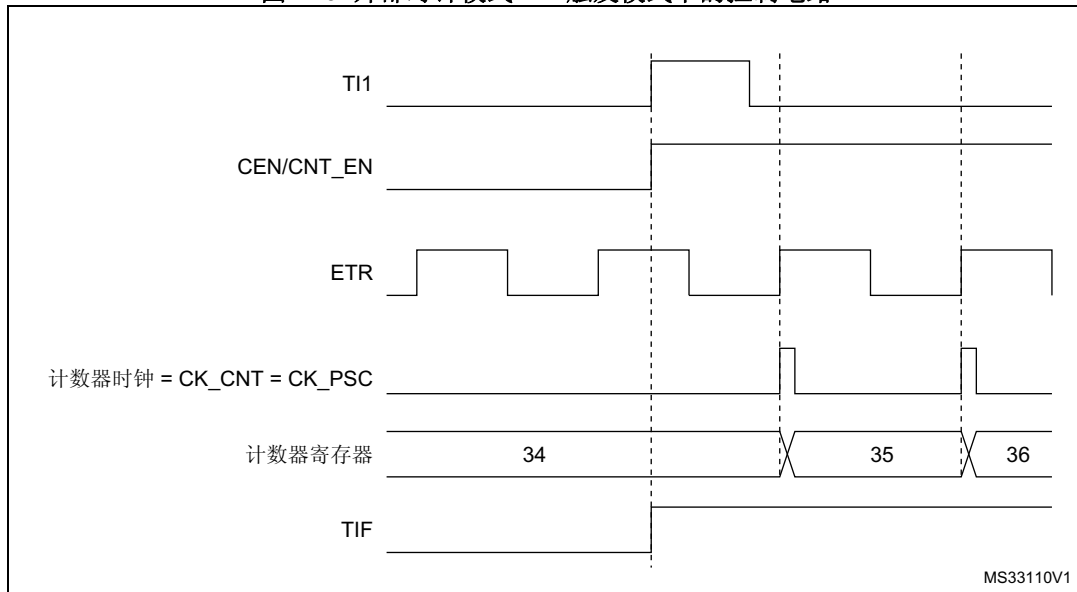 TI1
CEN/CNT_EN
ETR
计数器时钟 = CK_CNT = CK_PSC
计数器寄存器
34
35
36
TIF
MS33110V1